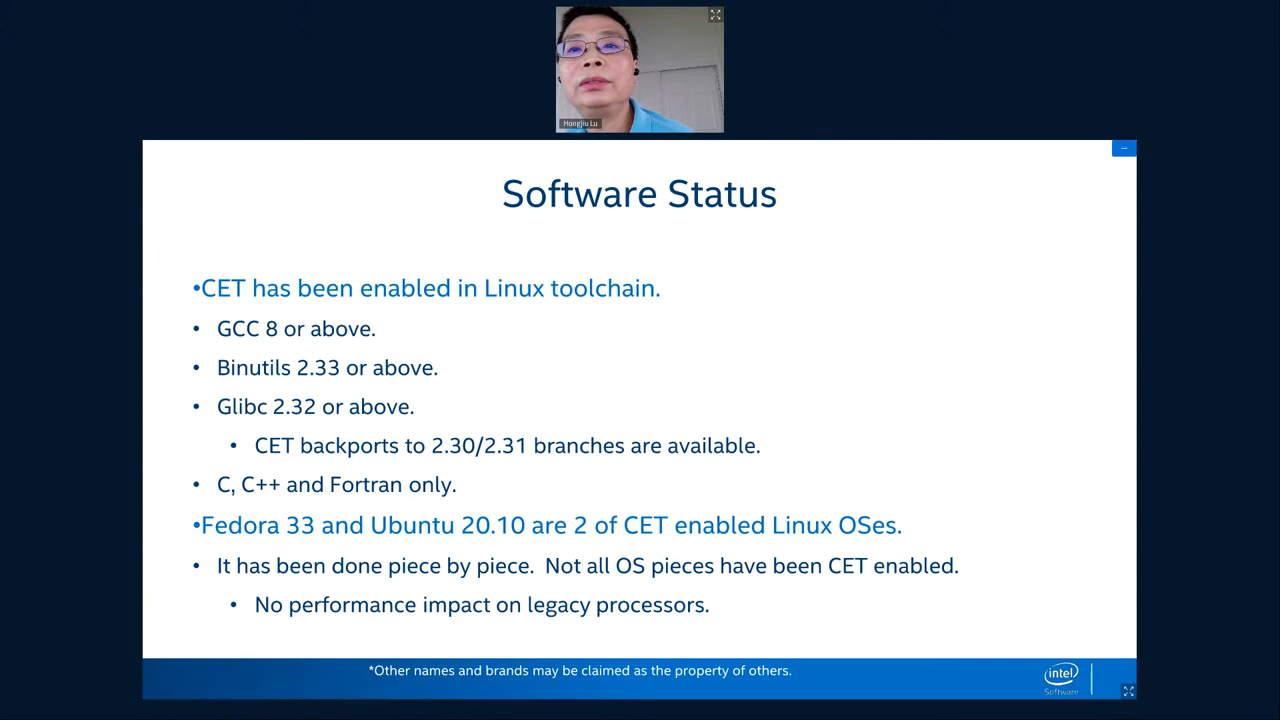 Hongjiu Lu
Software Status
•CET has been enabled in Linux toolchain.
• GCC 8 or above.
• Binutils 2.33 or above.
• Glibc 2.32 or above.
• CET backports to 2.30/2.31 branches are available.
• C, C++ and Fortran only.
•Fedora 33 and Ubuntu 20.10 are 2 of CET enabled Linux OSes.
• It has been done piece by piece.  Not all OS pieces have been CET enabled.
• No performance impact on legacy processors.
*Other names and brands may be claimed as the property of others.
intel
Software